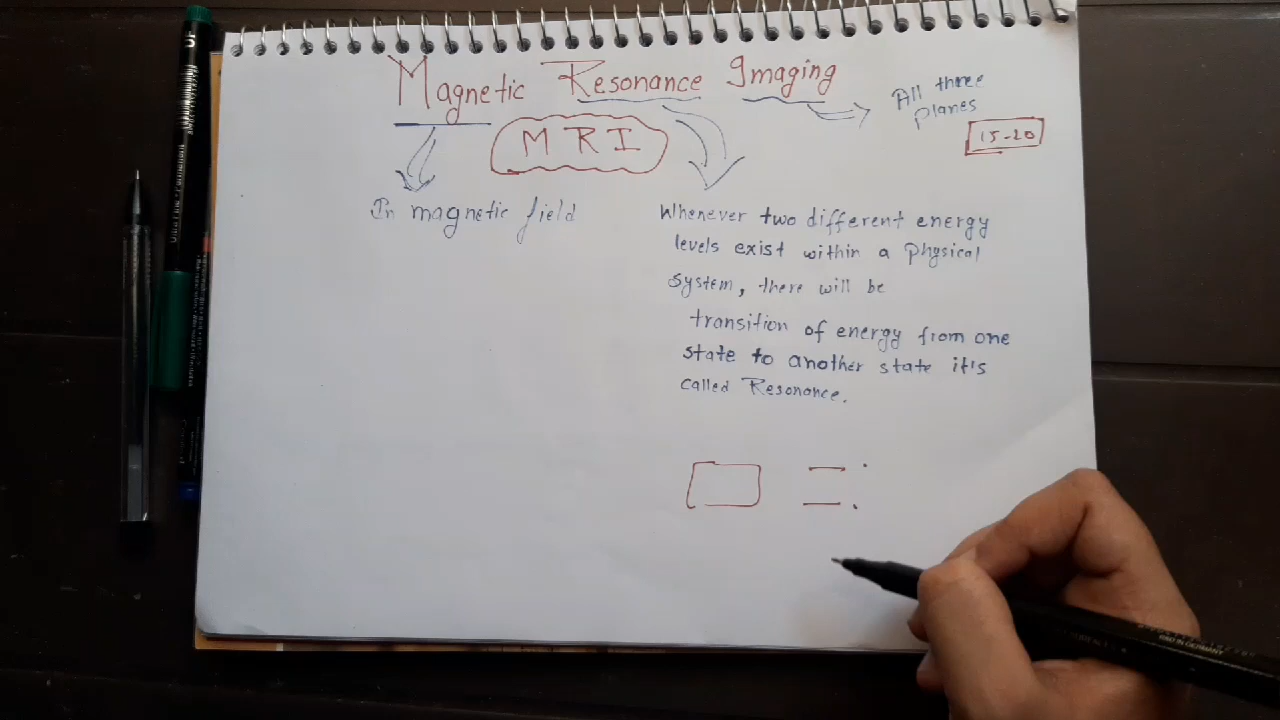 Magnetic Resonance Imaging
All three
planes
15-20
MRI
In magnetic field
Whenever two different energy
levels exist within a physical
system, there will be
transition of energy from one
state to another state it's
called Resonance.